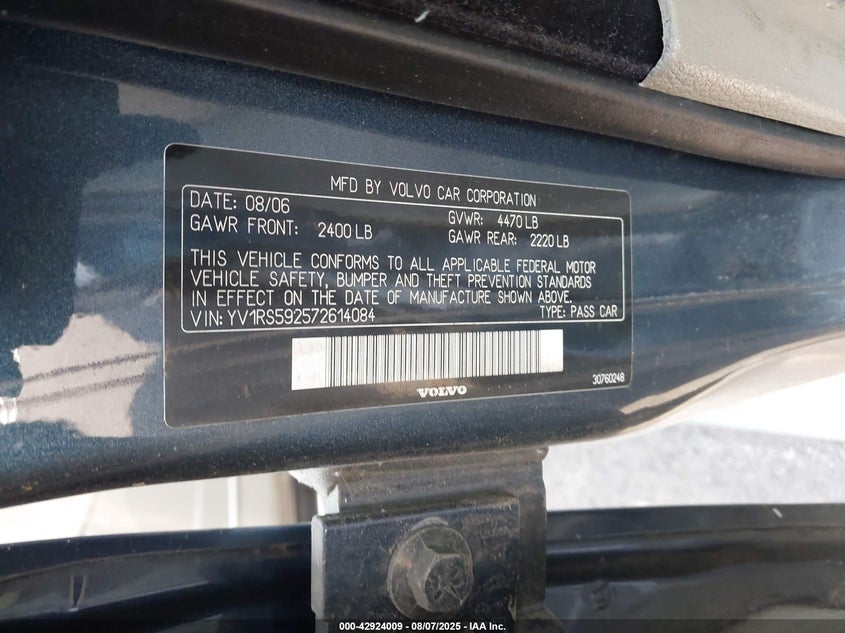 MFD BY VOLVO CAR CORPORATION
DATE: 08/06 GVWR: 4470 LB
GAWR FRONT: 2400 LB GAWR REAR: 2220 LB
THIS VEHICLE CONFORMS TO ALL APPLICABLE FEDERAL MOTOR
VEHICLE SAFETY, BUMPER AND THEFT PREVENTION STANDARDS
IN EFFECT ON THE DATE OF MANUFACTURE SHOWN ABOVE.
VIN: YV1RS592572614084 TYPE: PASS CAR
30760248
VOLVO
000-42924009 - 08/07/2025 - IAA Inc.